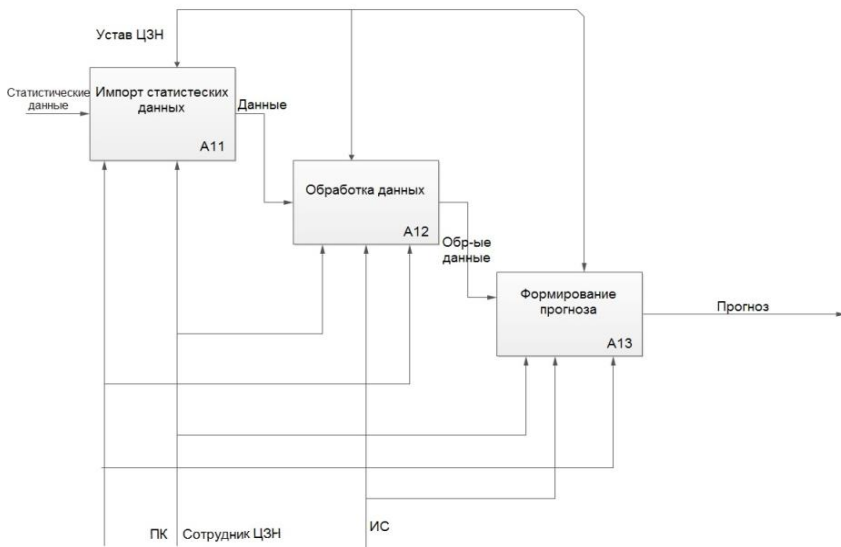 Устав ЦЗН
Статистические
данные
Импорт статистеских
данных
А11
Данные
Обработка данных
А12
Обр-ые
данные
Формирование
прогноза
А13
Прогноз
ПК
Сотрудник ЦЗН
ИС